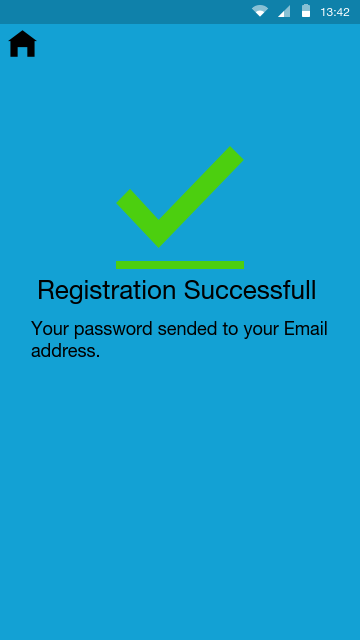 13:42
Registration Successfull
Your password sended to your Email
address.